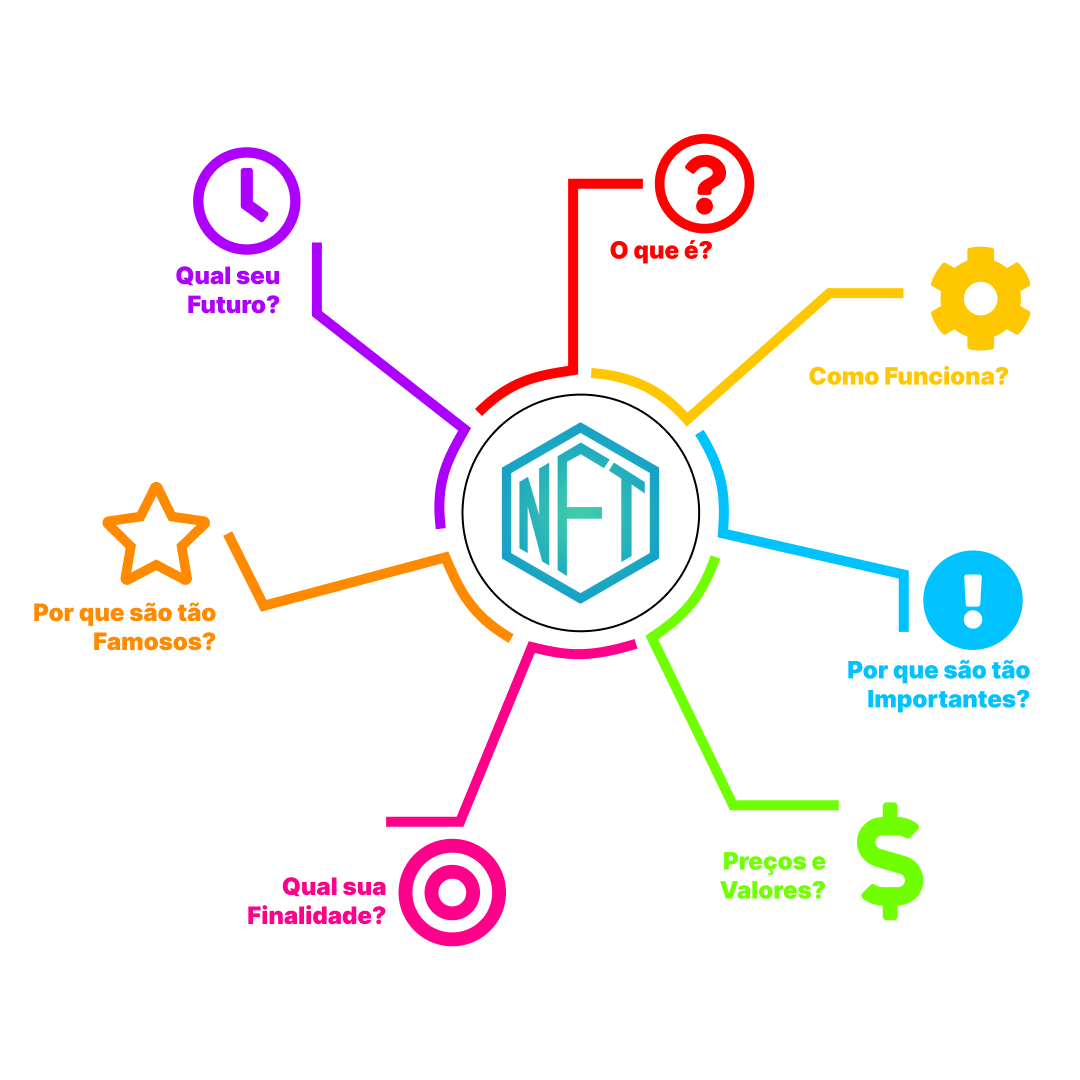 O que é?
Qual seu
Futuro?
Como Funciona?
NFT
Por que são tão
Famosos?
Por que são tão
Importantes?
Preços e
Valores?
Qual sua
Finalidade?